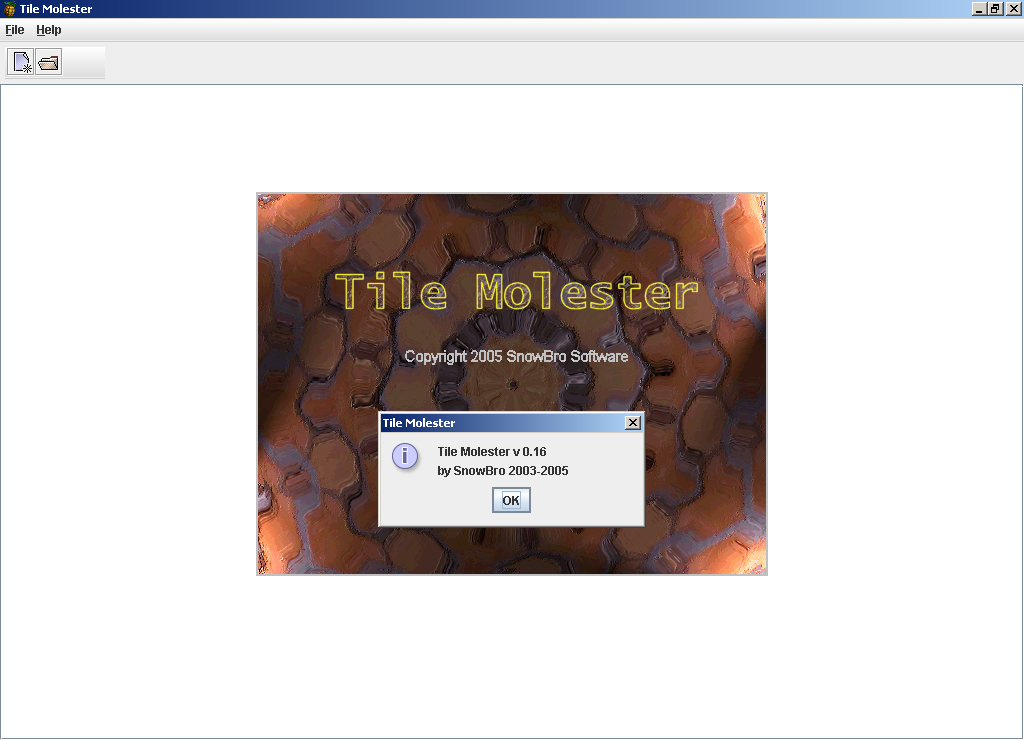 Tile Molester
File Help
Tile Molester
Copyright 2005 SnowBro Software
Tile Molester
Tile Molester v 0.16
by SnowBro 2003-2005
OK